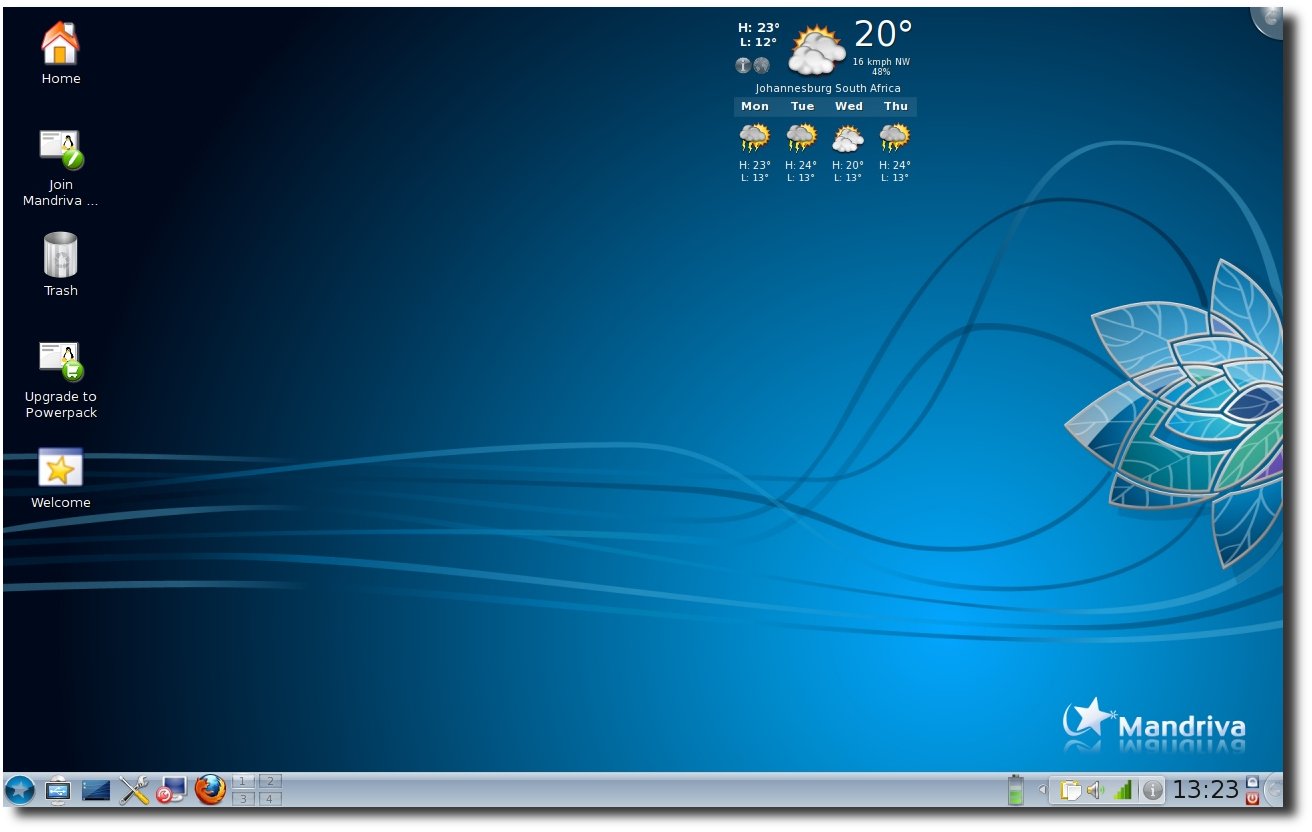 Home
Join
Mandriva ...
Trash
Upgrade to
Powerpack
Welcome
H: 23°
L: 12°
20°
16 kmph NW
48%
Johannesburg South Africa
Mon Tue Wed Thu
H: 23° H: 24° H: 20° H: 24°
L: 13° L: 13° L: 13° L: 13°
Mandriva
1 2
3 4
13:23